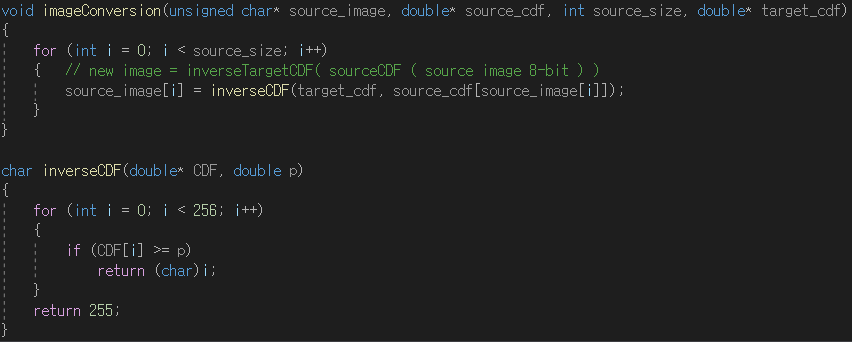 void imageConversion(unsigned char* source_image, double* source_cdf, int source_size, double* target_cdf)
{
    for (int i = 0; i < source_size; i++)
    {   // new image = inverseTargetCDF( sourceCDF ( source image 8-bit ) )
        source_image[i] = inverseCDF(target_cdf, source_cdf[source_image[i]]);
    }
}

char inverseCDF(double* CDF, double p)
{
    for (int i = 0; i < 256; i++)
    {
        if (CDF[i] >= p)
            return (char)i;
    }
    return 255;
}